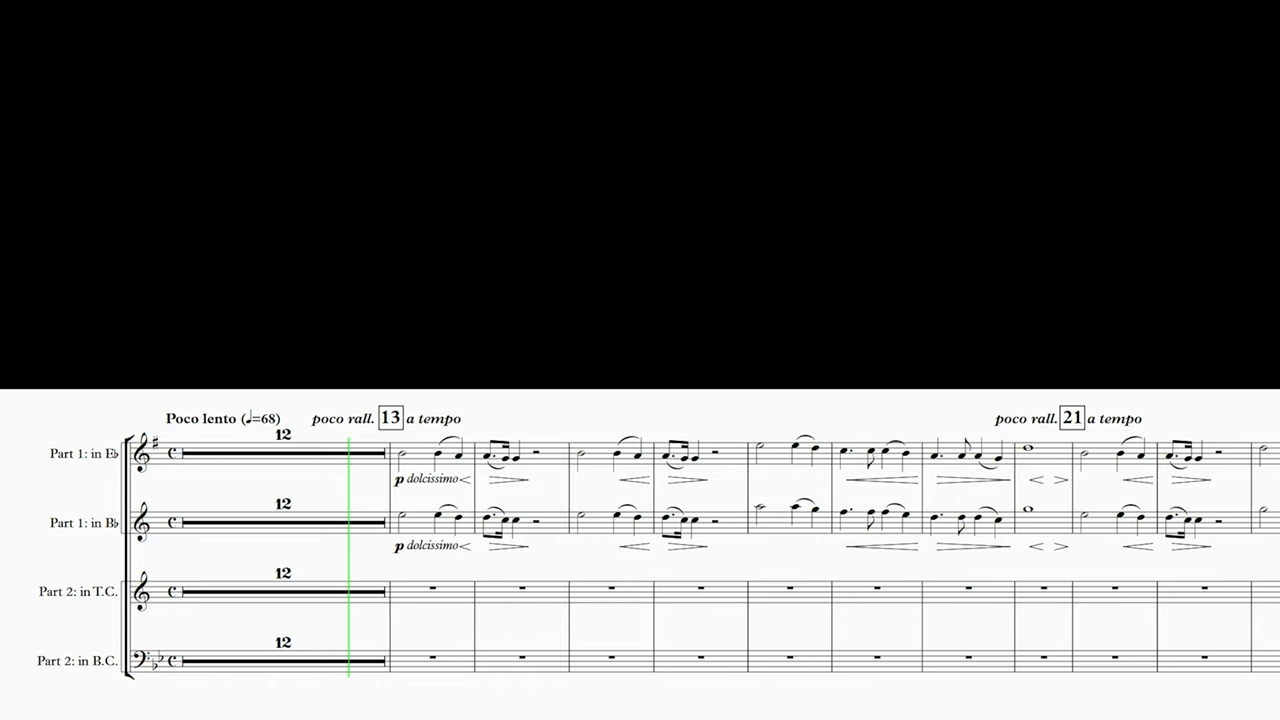 Poco lento (♩=68) poco rall. 13 a tempo poco rall. 21 a tempo
12
Part 1: in E♭
p dolcissimo
12
Part 1: in B♭
p dolcissimo
12
Part 2: in T.C.
12
Part 2: in B.C.